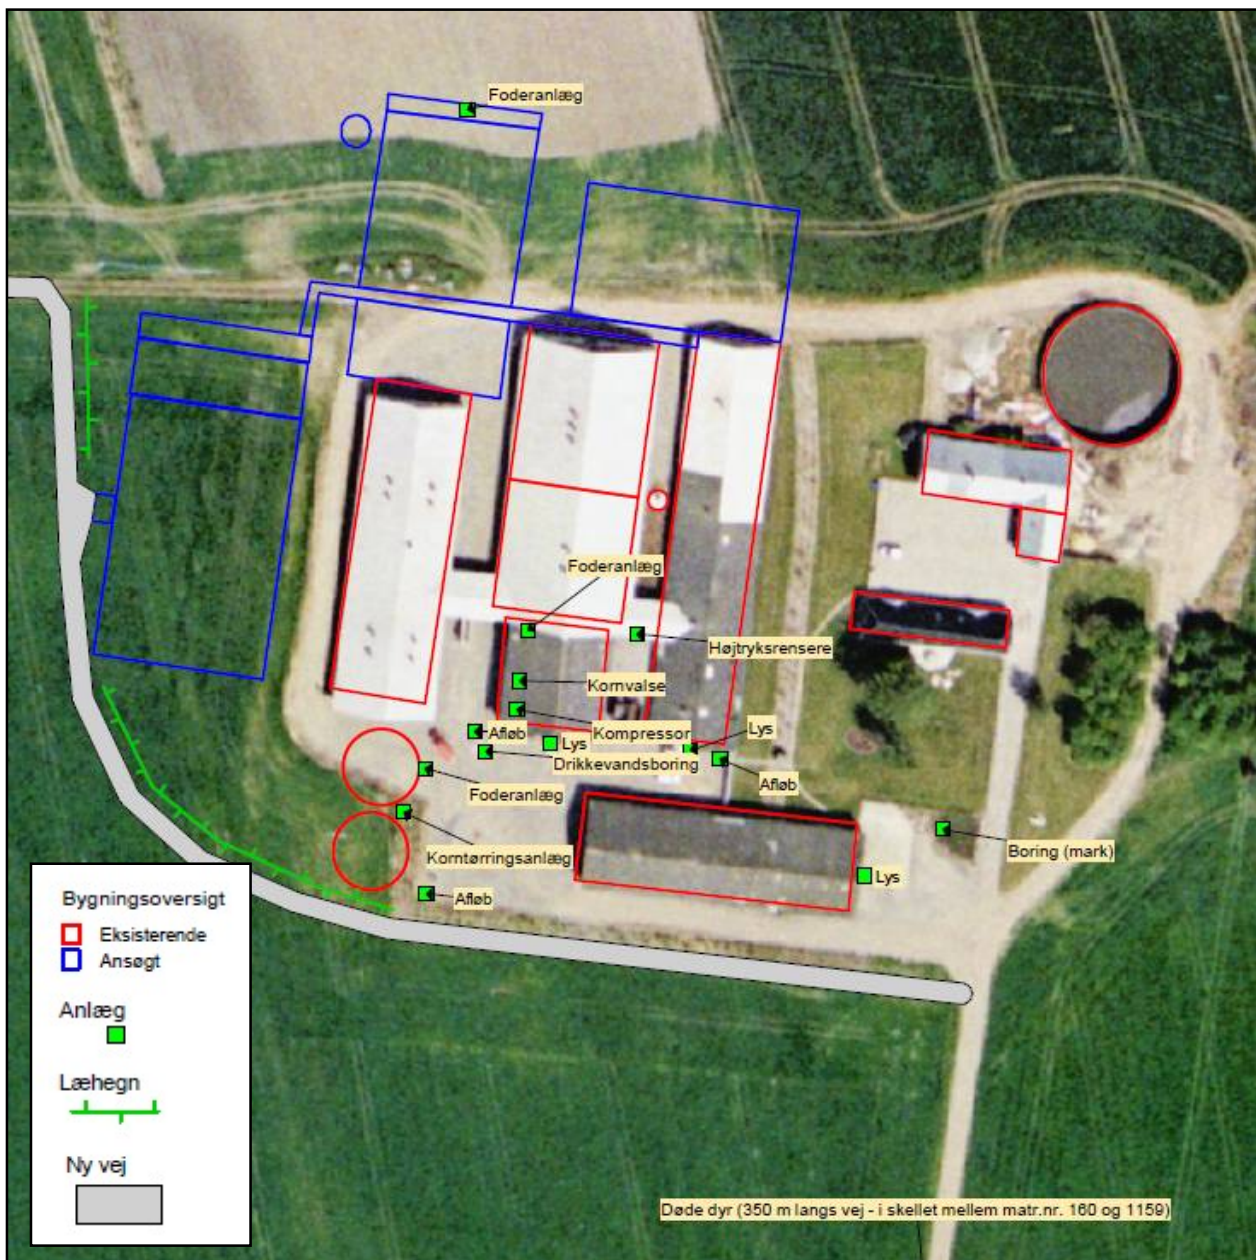 Foderanlæg
Foderanlæg
Højtryksrensere
Kornvalse
Kompressor
Lys
Afløb
Lys
Drikkevandsboring
Afløb
Foderanlæg
Boring (mark)
Korntørringsanlæg
Lys
Afløb
Bygningsoversigt
Eksisterende
Ansøgt
Anlæg
Læhegn
Ny vej
Døde dyr (350 m langs vej - i skellet mellem matr.nr. 160 og 1159)